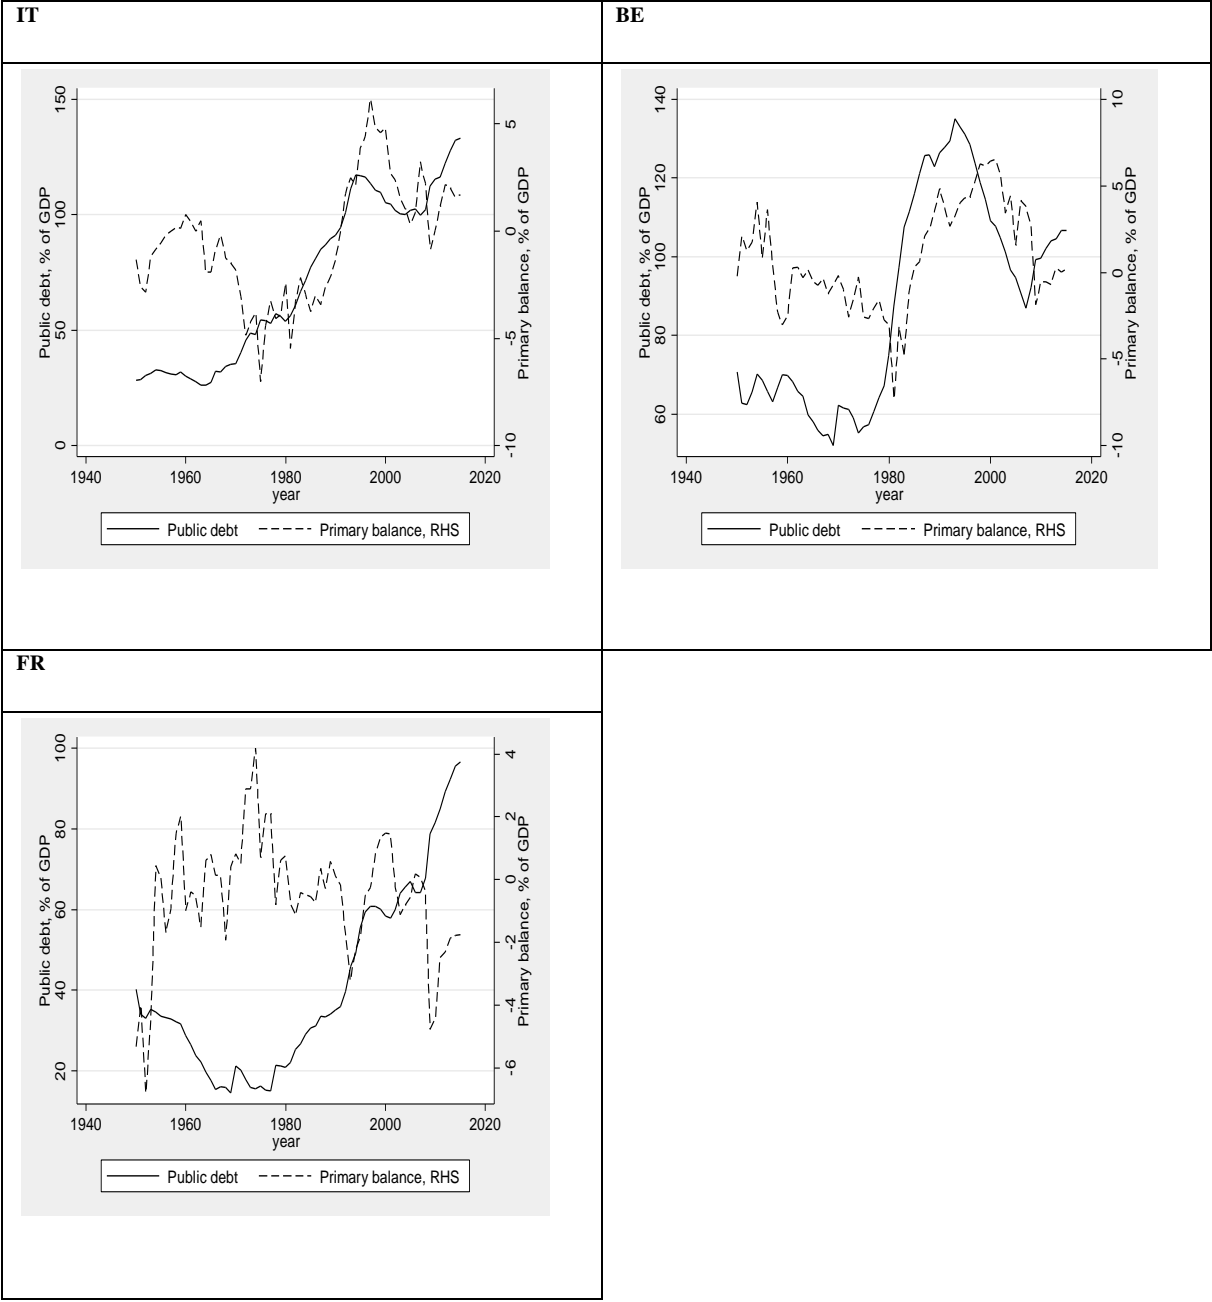 IT
BE
150
100
50
0
Public debt, % of GDP
5
0
-5
-10
Primary balance, % of GDP
1940 1960 1980 2000 2020
year
Public debt Primary balance, RHS
140
120
100
80
60
Public debt, % of GDP
10
5
0
-5
-10
Primary balance, % of GDP
1940 1960 1980 2000 2020
year
Public debt Primary balance, RHS
FR
100
80
60
40
20
Public debt, % of GDP
4
2
0
-2
-4
-6
Primary balance, % of GDP
1940 1960 1980 2000 2020
year
Public debt Primary balance, RHS